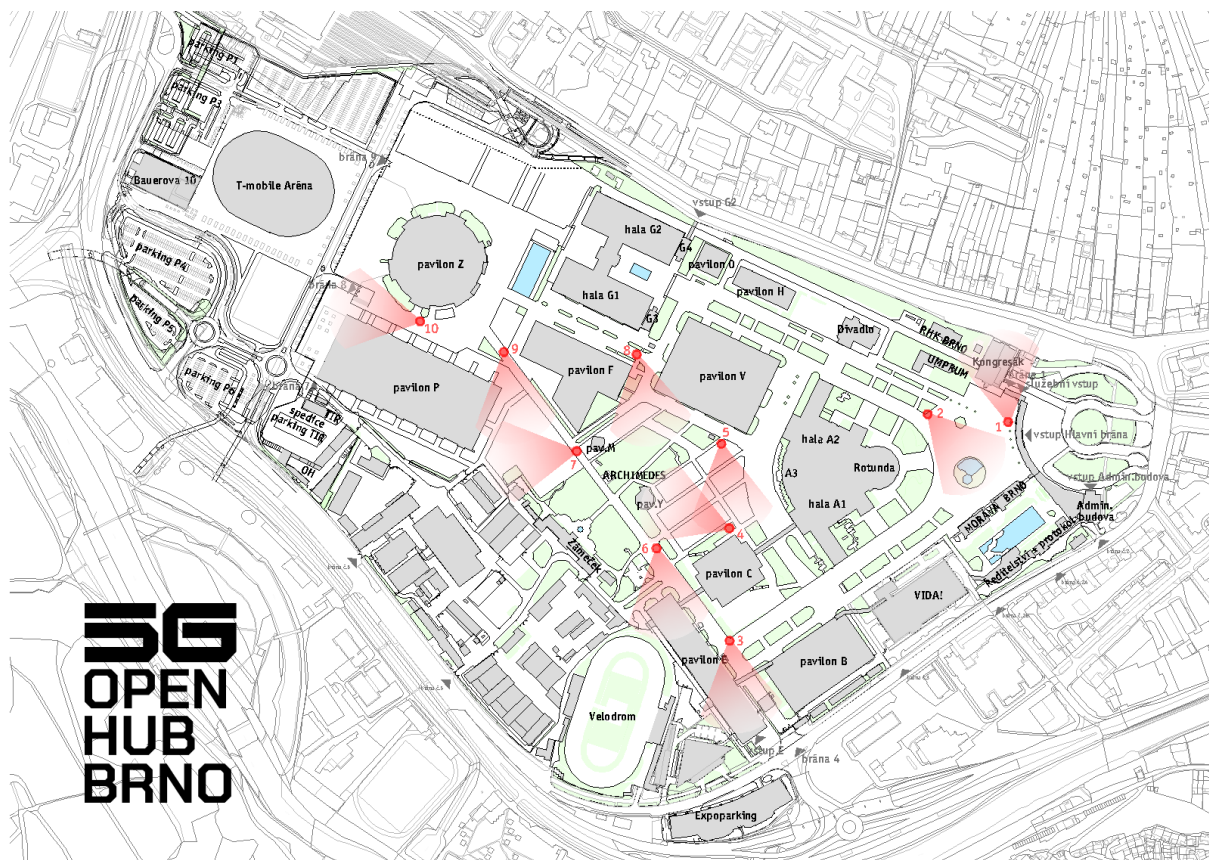 parking P1
parking P3
brána 9
Bauerova 10
T-mobile Aréna
vstup G2
hala G2
G4
pavilon O
parking P4
pavilon Z
brána 8
hala G1
pavilon H
G3
parking P5
10
9
8
Divadlo
RHK BRNO
UMPRUM
Kongresák
brána 1
služební vstup
parking P6
brána 7
pavilon P
pavilon F
pavilon V
2
1
spedice
parking TIR
TIR
OH
7
pav.M
5
hala A2
vstup Hlavní brána
ARCHIMEDES
A3
Rotunda
vstup Admin.budova
pav.Y
hala A1
MORAVA BRNO
Admin.
budova
6
4
Zámeček
Ředitelství + protokol
pavilon C
VIDA!
3
pavilon E
pavilon B
Velodrom
vstup E
brána 4
Expoparking
5G
OPEN
HUB
BRNO